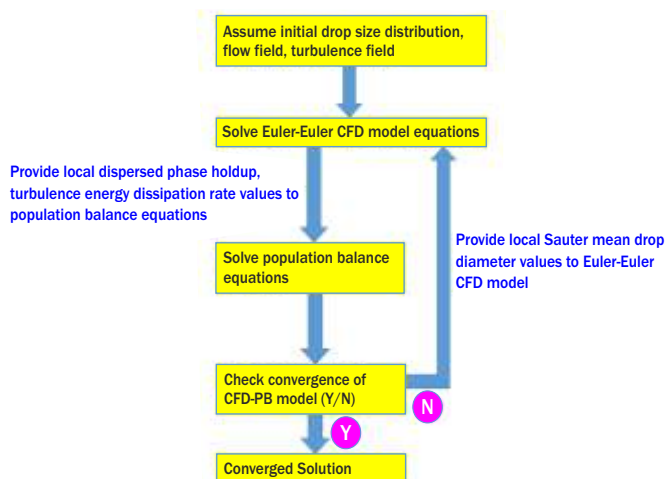 Assume initial drop size distribution,
flow field, turbulence field
Solve Euler-Euler CFD model equations
Provide local dispersed phase holdup,
turbulence energy dissipation rate values to
population balance equations
Solve population balance
equations
Provide local Sauter mean drop
diameter values to Euler-Euler
CFD model
Check convergence of
CFD-PB model (Y/N)
N
Y
Converged Solution